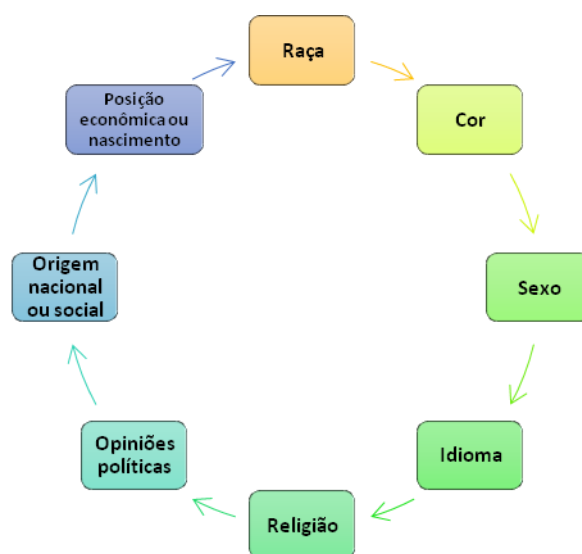 Raça
Cor
Sexo
Idioma
Religião
Opiniões
políticas
Origem
nacional
ou social
Posição
econômica ou
nascimento